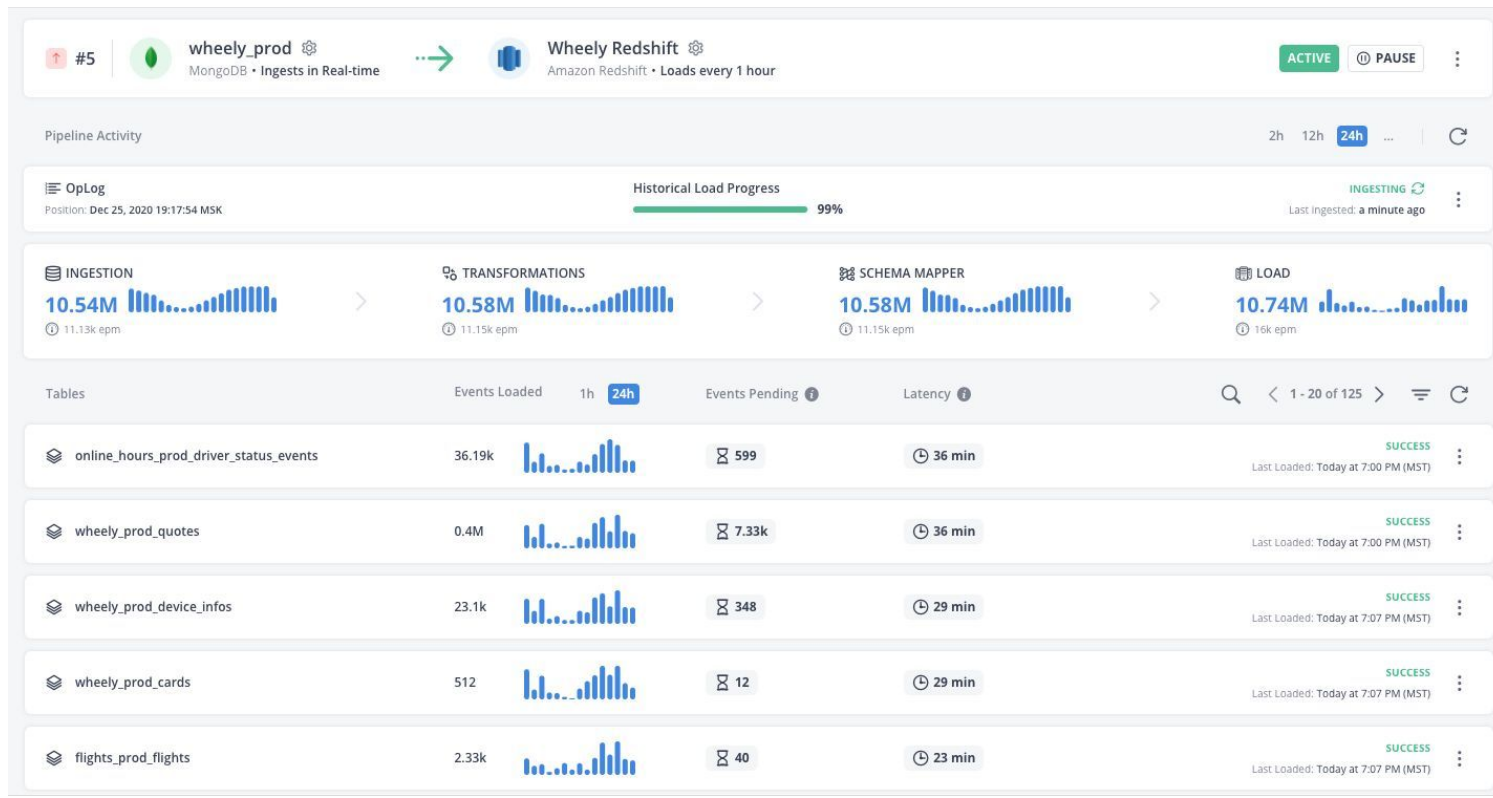 #5 wheely_prod Wheely Redshift ACTIVE PAUSE
MongoDB • Ingests in Real-time Amazon Redshift • Loads every 1 hour
Pipeline Activity 2h 12h 24h ...
OpLog Historical Load Progress INGESTING
Position: Dec 25, 2020 19:17:54 MSK 99% Last ingested: a minute ago
INGESTION TRANSFORMATIONS SCHEMA MAPPER LOAD
10.54M 10.58M 10.58M 10.74M
11.13k epm 11.15k epm 11.15k epm 16k epm
Tables Events Loaded 1h 24h Events Pending Latency 1 - 20 of 125
online_hours_prod_driver_status_events 36.19k 599 36 min SUCCESS
Last Loaded: Today at 7:00 PM (MST)
wheely_prod_quotes 0.4M 7.33k 36 min SUCCESS
Last Loaded: Today at 7:00 PM (MST)
wheely_prod_device_infos 23.1k 348 29 min SUCCESS
Last Loaded: Today at 7:07 PM (MST)
wheely_prod_cards 512 12 29 min SUCCESS
Last Loaded: Today at 7:07 PM (MST)
flights_prod_flights 2.33k 40 23 min SUCCESS
Last Loaded: Today at 7:07 PM (MST)